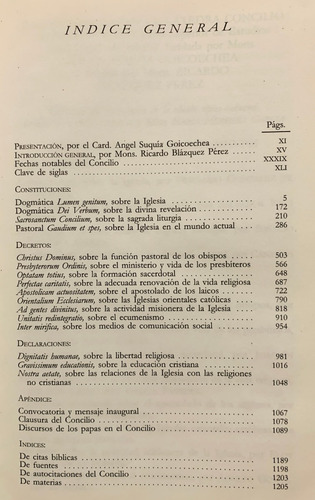 INDICE GENERAL
Págs.
PRESENTACIÓN, por el Card. Angel Suquía Goicoechea XI
INTRODUCCIÓN GENERAL, por Mons. Ricardo Blázquez Pérez XV
Fechas notables del Concilio XXXIX
Clave de siglas XLI
CONSTITUCIONES:
Dogmática Lumen gentium, sobre la Iglesia 5
Dogmática Dei Verbum, sobre la divina revelación 172
Sacrosanctum Concilium, sobre la sagrada liturgia 210
Pastoral Gaudium et spes, sobre la Iglesia en el mundo actual 286
DECRETOS:
Christus Dominus, sobre la función pastoral de los obispos 503
Presbyterorum Ordinis, sobre el ministerio y vida de los presbíteros 566
Optatam totius, sobre la formación sacerdotal 648
Perfectae caritatis, sobre la adecuada renovación de la vida religiosa 687
Apostolicam actuositatem, sobre el apostolado de los laicos 722
Orientalium Ecclesiarum, sobre las Iglesias orientales católicas 790
Ad gentes divinitus, sobre la actividad misionera de la Iglesia 818
Unitatis redintegratio, sobre el ecumenismo 910
Inter mirifica, sobre los medios de comunicación social 954
DECLARACIONES:
Dignitatis humanae, sobre la libertad religiosa 981
Gravissimum educationis, sobre la educación cristiana 1016
Nostra aetate, sobre las relaciones de la Iglesia con las religiones
no cristianas 1048
APÉNDICE:
Convocatoria y mensaje inaugural 1067
Clausura del Concilio 1078
Discursos de los papas en el Concilio 1089
INDICES:
De citas bíblicas 1189
De fuentes 1198
De autocitaciones del Concilio 1203
De materias 1205